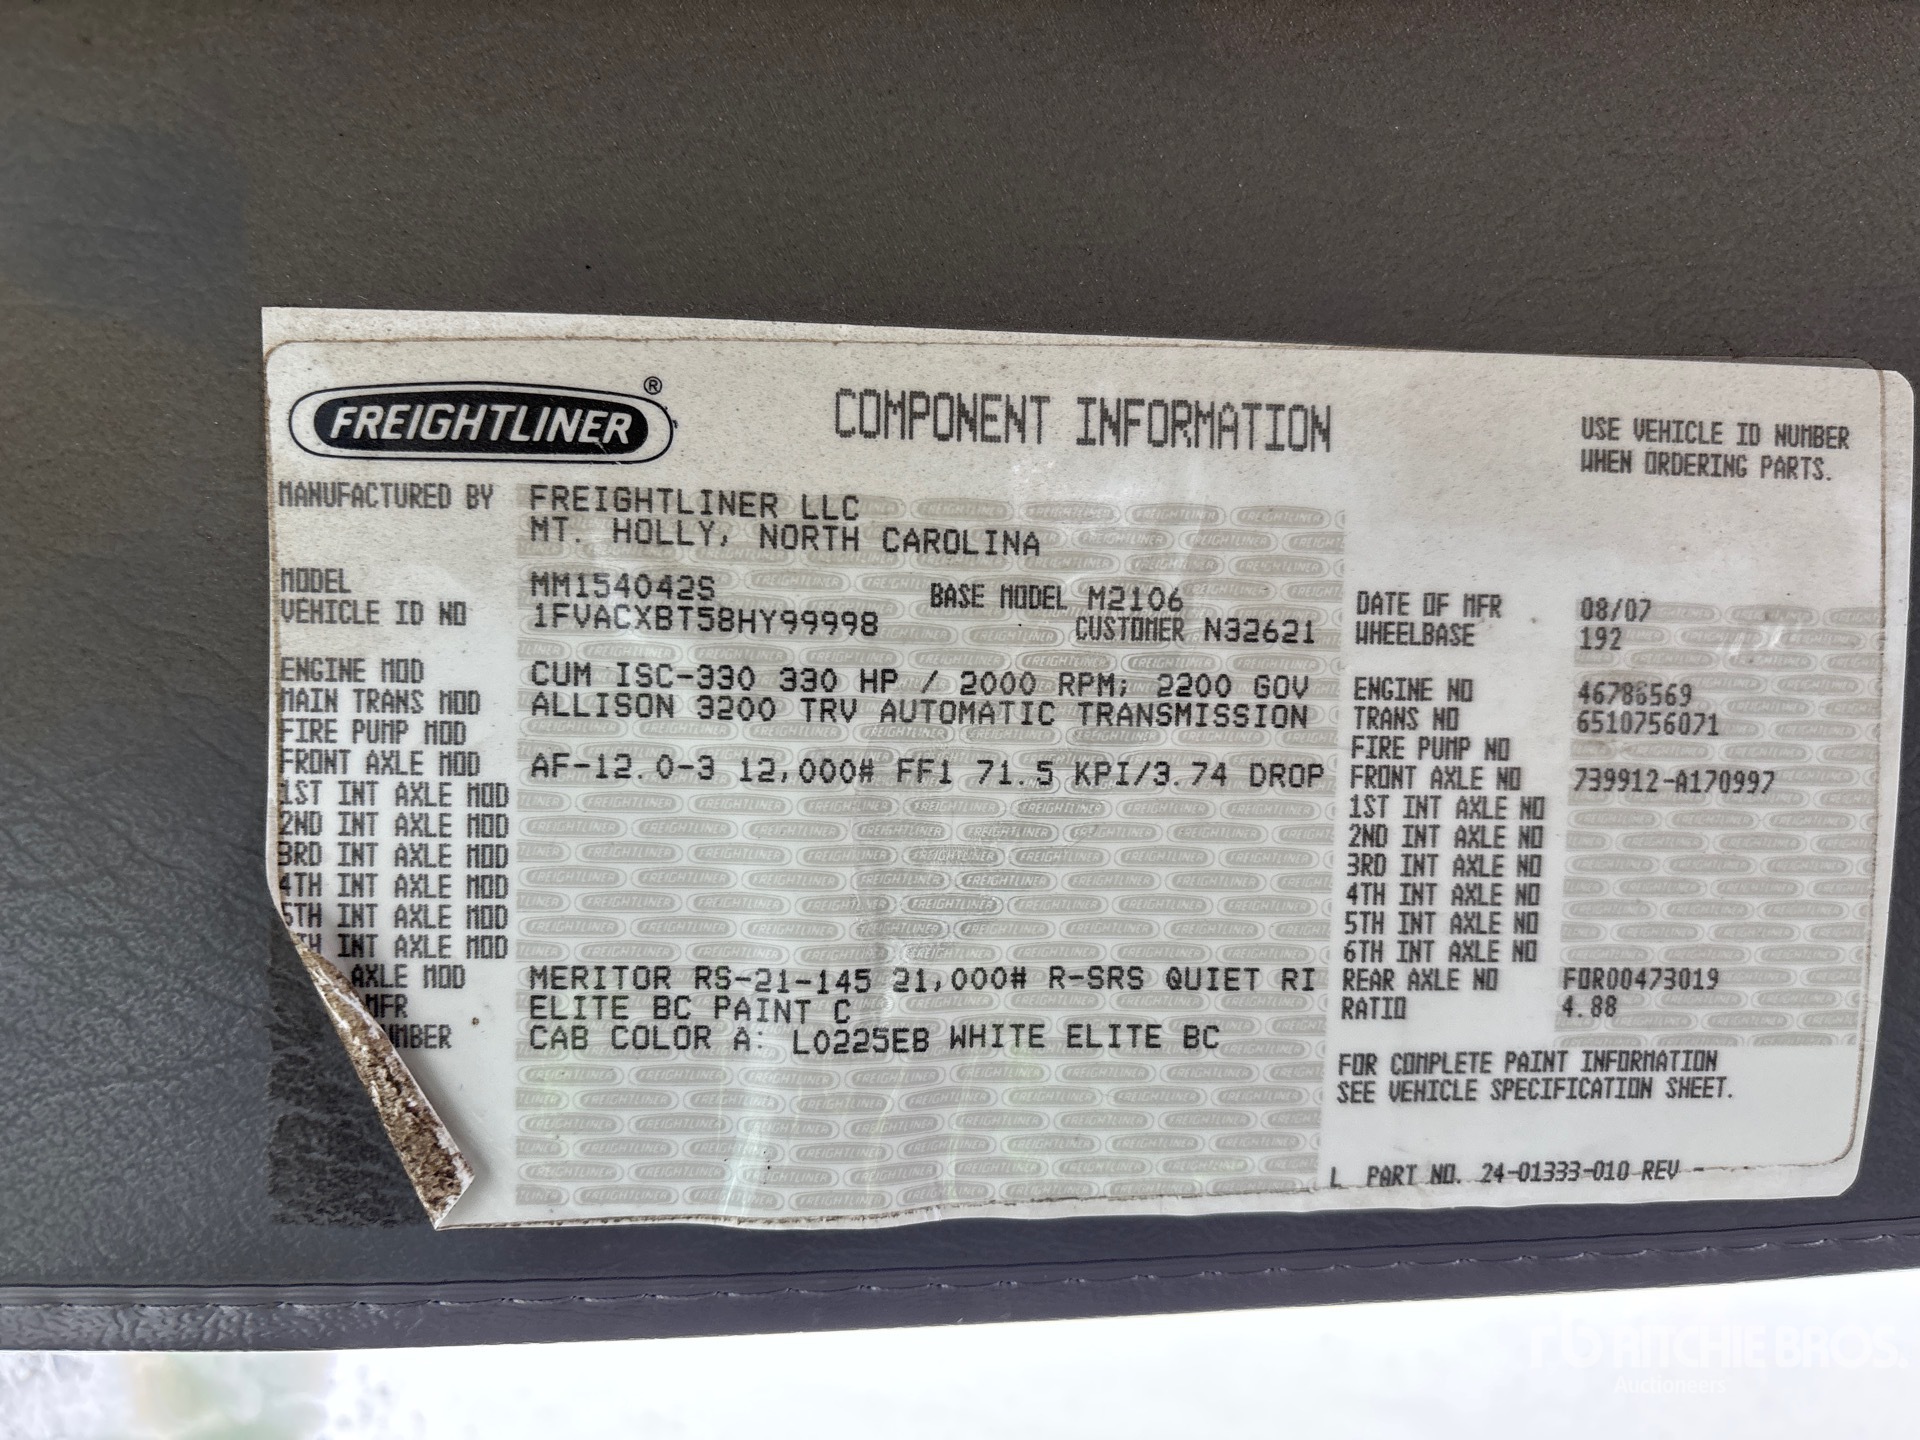 FREIGHTLINER ®
COMPONENT INFORMATION
USE VEHICLE ID NUMBER
WHEN ORDERING PARTS.
MANUFACTURED BY FREIGHTLINER LLC
MT. HOLLY, NORTH CAROLINA
MODEL MM154042S BASE MODEL M2106 DATE OF MFR 08/07
VEHICLE ID NO 1FVACXBT58HY99998 CUSTOMER N32621 WHEELBASE 192
ENGINE MOD CUM ISC-330 330 HP / 2000 RPM; 2200 GOV ENGINE NO 46786569
MAIN TRANS MOD ALLISON 3200 TRV AUTOMATIC TRANSMISSION TRANS NO 6510756071
FIRE PUMP MOD FIRE PUMP NO
FRONT AXLE MOD AF-12.0-3 12,000# FF1 71.5 KPI/3.74 DROP FRONT AXLE NO 739912-A170997
1ST INT AXLE MOD 1ST INT AXLE NO
2ND INT AXLE MOD 2ND INT AXLE NO
3RD INT AXLE MOD 3RD INT AXLE NO
4TH INT AXLE MOD 4TH INT AXLE NO
5TH INT AXLE MOD 5TH INT AXLE NO
TH INT AXLE MOD 6TH INT AXLE NO
AXLE MOD MERITOR RS-21-145 21,000# R-SRS QUIET RI REAR AXLE NO FOR00473019
MFR ELITE BC PAINT C RATIO 4.88
MBER CAB COLOR A: L0225EB WHITE ELITE BC
FOR COMPLETE PAINT INFORMATION
SEE VEHICLE SPECIFICATION SHEET.
L PART NO. 24-01333-010 REV -
RITCHIE BROS.
Auctioneers